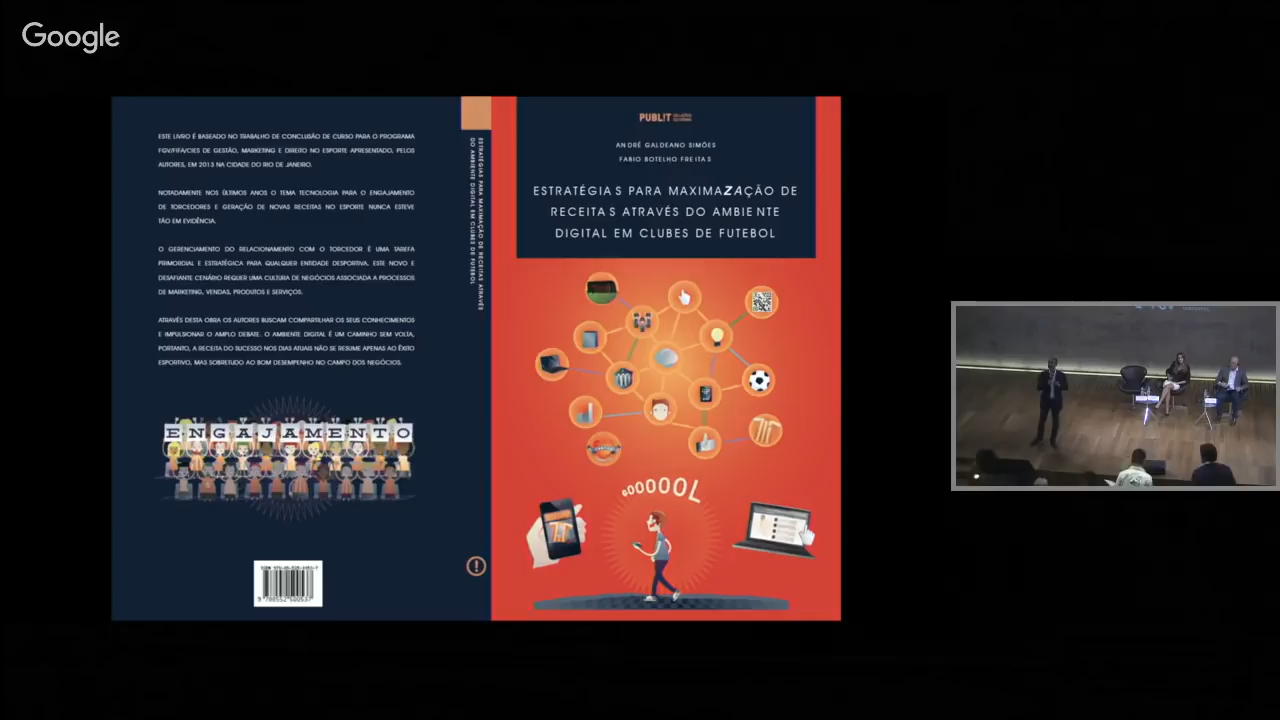 Google
ESTE LIVRO É BASEADO NO TRABALHO DE CONCLUSÃO DE CURSO PARA O PROGRAMA
FGV/FIFA/CIES DE GESTÃO, MARKETING E DIREITO NO ESPORTE APRESENTADO, PELOS
AUTORES, EM 2013 NA CIDADE DO RIO DE JANEIRO.
NOTADAMENTE NOS ÚLTIMOS ANOS O TEMA TECNOLOGIA PARA O ENGAJAMENTO
DE TORCEDORES E GERAÇÃO DE NOVAS RECEITAS NO ESPORTE NUNCA ESTEVE
TÃO EM EVIDÊNCIA.
O GERENCIAMENTO DO RELACIONAMENTO COM O TORCEDOR É UMA TAREFA
PRIMORDIAL E ESTRATÉGICA PARA QUALQUER ENTIDADE DESPORTIVA. ESTE NOVO E
DESAFIANTE CENÁRIO REQUER UMA CULTURA DE NEGÓCIOS ASSOCIADA A PROCESSOS
DE MARKETING, VENDAS, PRODUTOS E SERVIÇOS.
ATRAVÉS DESTA OBRA OS AUTORES BUSCAM COMPARTILHAR OS SEUS CONHECIMENTOS
E IMPULSIONAR O AMPLO DEBATE. O AMBIENTE DIGITAL É UM CAMINHO SEM VOLTA,
PORTANTO, A RECEITA DO SUCESSO NOS DIAS ATUAIS NÃO SE RESUME APENAS AO ÊXITO
ESPORTIVO, MAS SOBRETUDO AO BOM DESEMPENHO NO CAMPO DOS NEGÓCIOS.
ENGAJAMENTO
ESTRATÉGIAS PARA MAXIMAÇÃO DE RECEITAS ATRAVÉS
DO AMBIENTE DIGITAL EM CLUBES DE FUTEBOL
PUBL!T
ANDRÉ GALDEANO SIMÕES
FABIO BOTELHO FREITAS
ESTRATÉGIAS PARA MAXIMAZAÇÃO DE
RECEITAS ATRAVÉS DO AMBIENTE
DIGITAL EM CLUBES DE FUTEBOL
GOOOOOOL